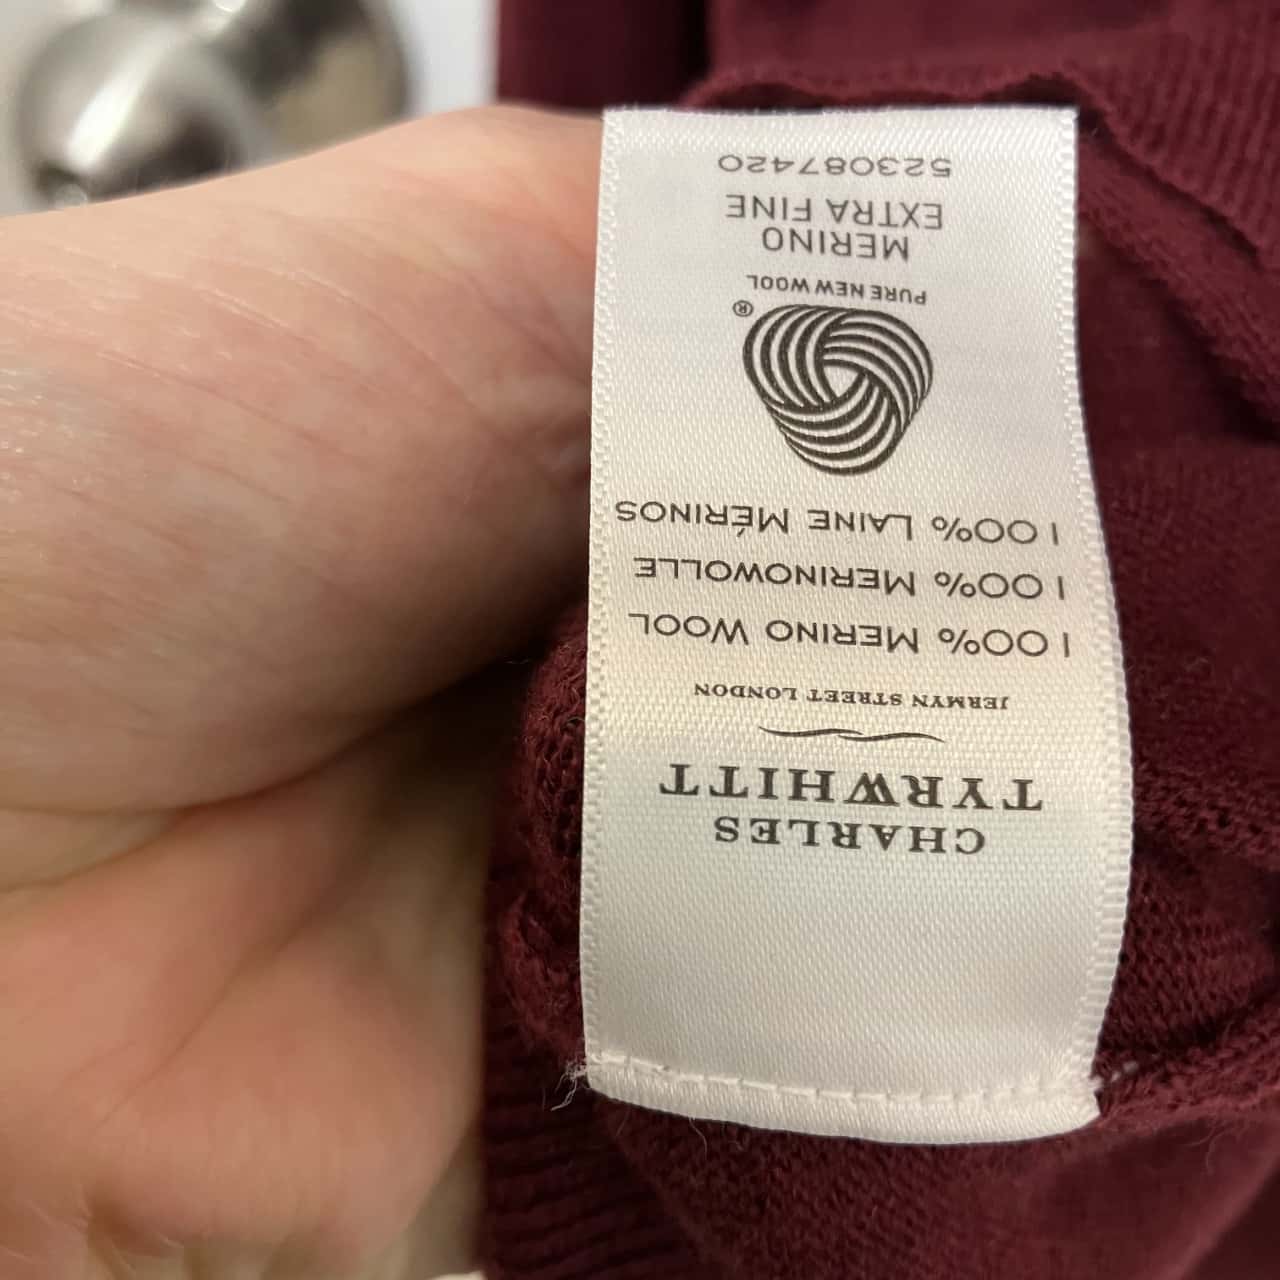 CHARLES
TYRWHITT
JERMYN STREET LONDON
100% MERINO WOOL
100% MERINOWOLLE
100% LAINE MÉRINOS
®
PURE NEW WOOL
MERINO
EXTRA FINE
523087420